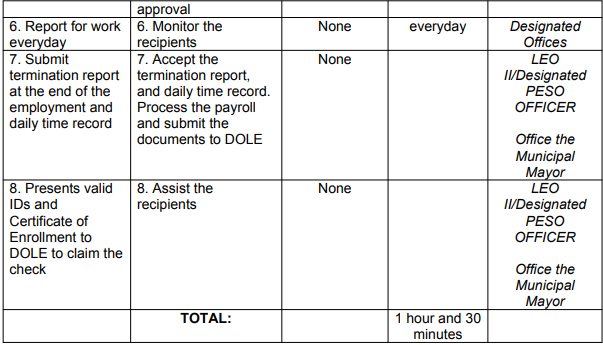 approval
6. Report for work
everyday
6. Monitor the
recipients
None
everyday
Designated
Offices
7. Submit
termination report
at the end of the
employment and
daily time record
7. Accept the
termination report,
and daily time record.
Process the payroll
and submit the
documents to DOLE
None
LEO
II/Designated
PESO
OFFICER
Office the
Municipal
Mayor
8. Presents valid
IDs and
Certificate of
Enrollment to
DOLE to claim the
check
8. Assist the
recipients
None
LEO
II/Designated
PESO
OFFICER
Office the
Municipal
Mayor
TOTAL:
1 hour and 30
minutes